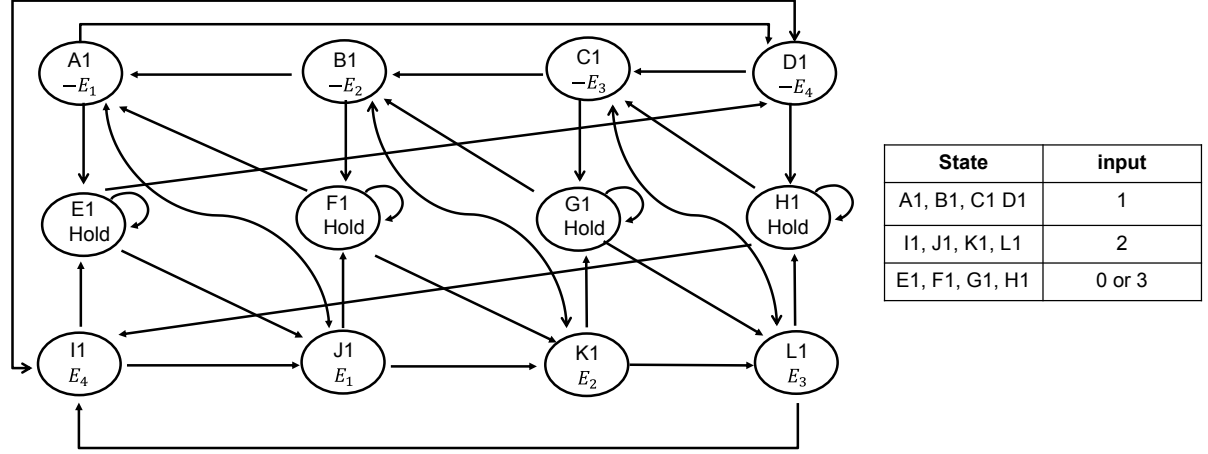 A1
−E₁
B1
−E₂
C1
−E₃
D1
−E₄
E1
Hold
F1
Hold
G1
Hold
H1
Hold
I1
E₄
J1
E₁
K1
E₂
L1
E₃
State input
A1, B1, C1 D1 1
I1, J1, K1, L1 2
E1, F1, G1, H1 0 or 3